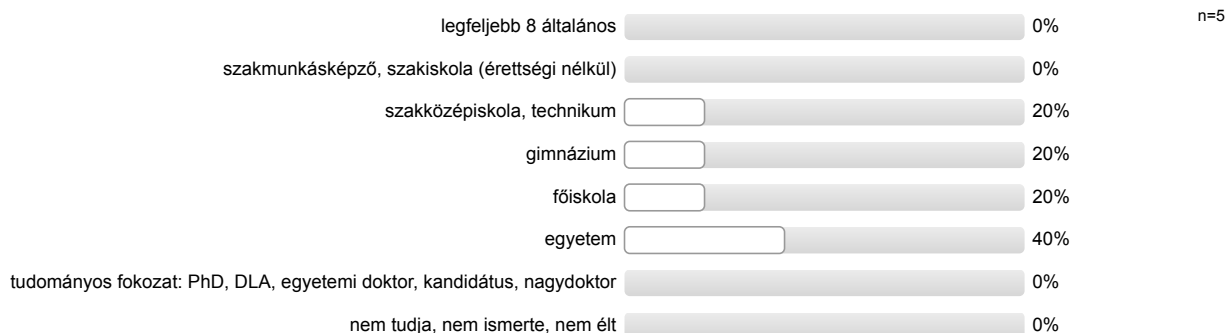 n=5
legfeljebb 8 általános 0%
szakmunkásképző, szakiskola (érettségi nélkül) 0%
szakközépiskola, technikum 20%
gimnázium 20%
főiskola 20%
egyetem 40%
tudományos fokozat: PhD, DLA, egyetemi doktor, kandidátus, nagydoktor 0%
nem tudja, nem ismerte, nem élt 0%